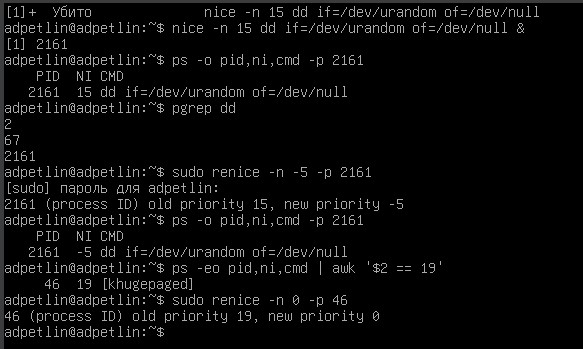 [1]+  Убито              nice -n 15 dd if=/dev/urandom of=/dev/null
adpetlin@adpetlin:~$ nice -n 15 dd if=/dev/urandom of=/dev/null &
[1] 2161
adpetlin@adpetlin:~$ ps -o pid,ni,cmd -p 2161
    PID  NI CMD
   2161  15 dd if=/dev/urandom of=/dev/null
adpetlin@adpetlin:~$ pgrep dd
2
67
2161
adpetlin@adpetlin:~$ sudo renice -n -5 -p 2161
[sudo] пароль для adpetlin:
2161 (process ID) old priority 15, new priority -5
adpetlin@adpetlin:~$ ps -o pid,ni,cmd -p 2161
    PID  NI CMD
   2161  -5 dd if=/dev/urandom of=/dev/null
adpetlin@adpetlin:~$ ps -eo pid,ni,cmd | awk '$2 == 19'
     46  19 [khugepaged]
adpetlin@adpetlin:~$ sudo renice -n 0 -p 46
46 (process ID) old priority 19, new priority 0
adpetlin@adpetlin:~$